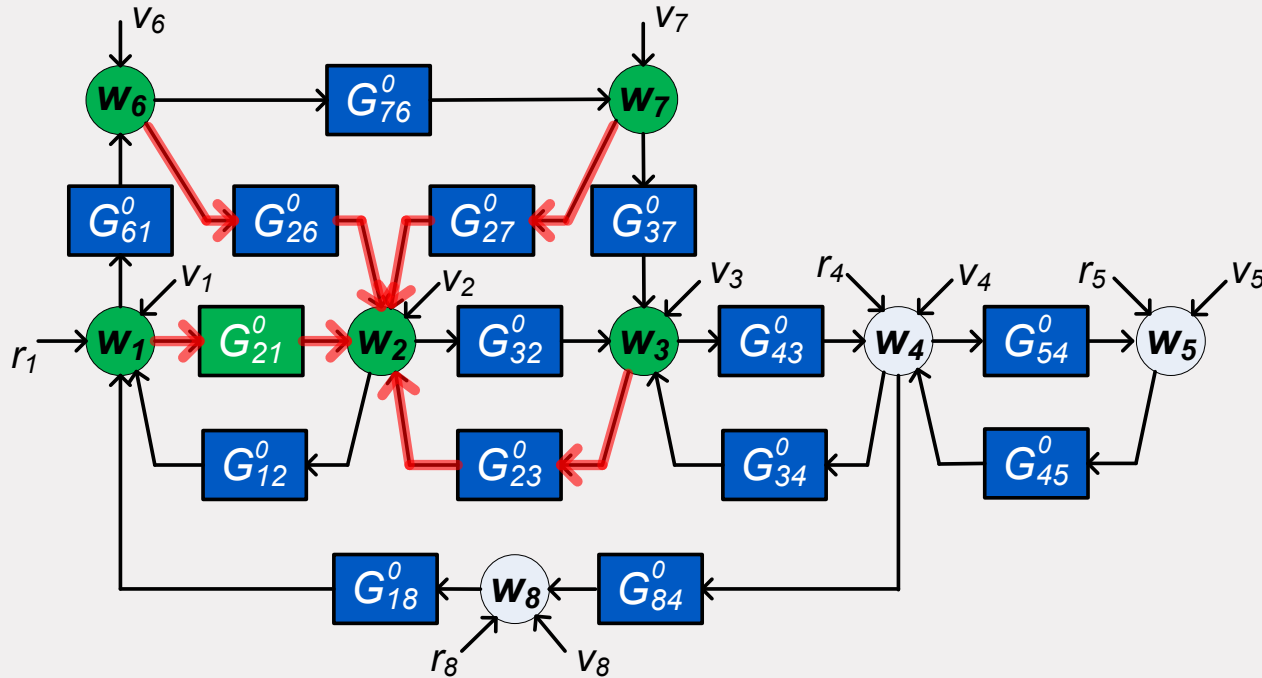 v6 v7
w6 G⁰76 w7
G⁰61 G⁰26 G⁰27 G⁰37
v1 v2 v3 r4 v4 r5 v5
r1 w1 G⁰21 w2 G⁰32 w3 G⁰43 w4 G⁰54 w5
G⁰12 G⁰23 G⁰34 G⁰45
G⁰18 w8 G⁰84
r8 v8